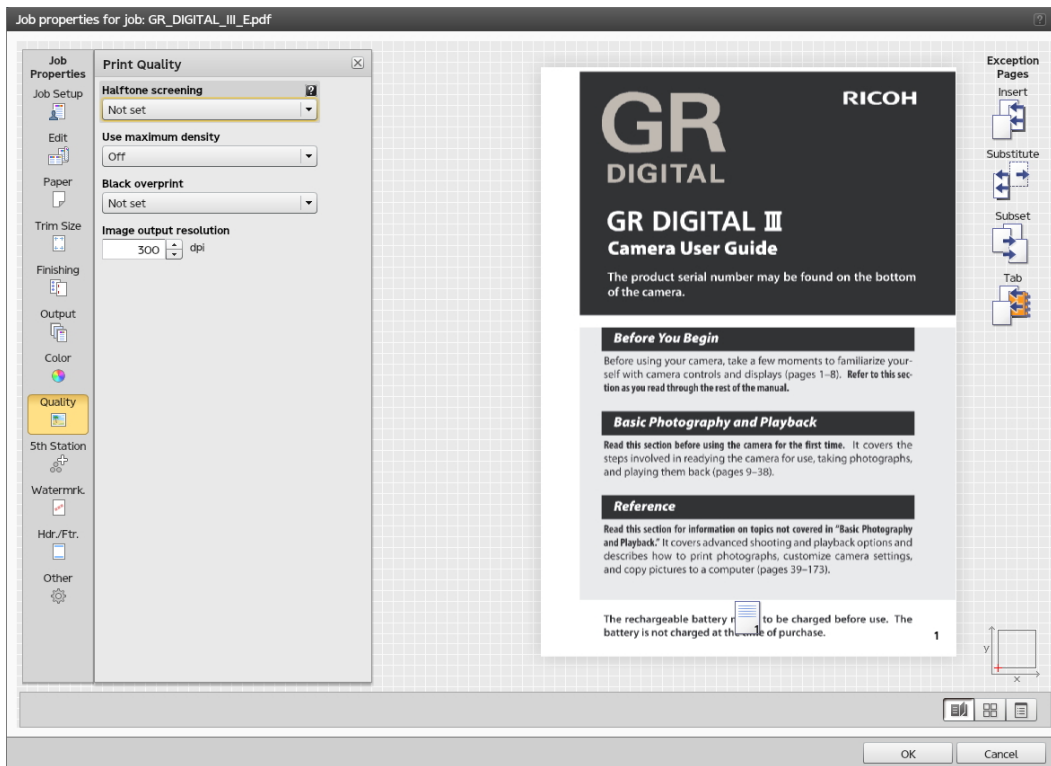 Job properties for job: GR_DIGITAL_III_E.pdf
?
Job
Properties
Job Setup
Edit
Paper
Trim Size
Finishing
Output
Color
Quality
5th Station
Watermrk.
Hdr./Ftr.
Other
Print Quality
Halftone screening
?
Not set
Use maximum density
Off
Black overprint
Not set
Image output resolution
300 dpi
RICOH
GR
DIGITAL
GR DIGITAL III
Camera User Guide
The product serial number may be found on the bottom
of the camera.
Before You Begin
Before using your camera, take a few moments to familiarize your-
self with camera controls and displays (pages 1–8). Refer to this sec-
tion as you read through the rest of the manual.
Basic Photography and Playback
Read this section before using the camera for the first time. It covers the
steps involved in readying the camera for use, taking photographs,
and playing them back (pages 9–38).
Reference
Read this section for information on topics not covered in "Basic Photography
and Playback." It covers advanced shooting and playback options and
describes how to print photographs, customize camera settings,
and copy pictures to a computer (pages 39–173).
The rechargeable battery to be charged before use. The
battery is not charged at of purchase.
1
1
Exception
Pages
Insert
Substitute
Subset
Tab
Y
X
OK
Cancel